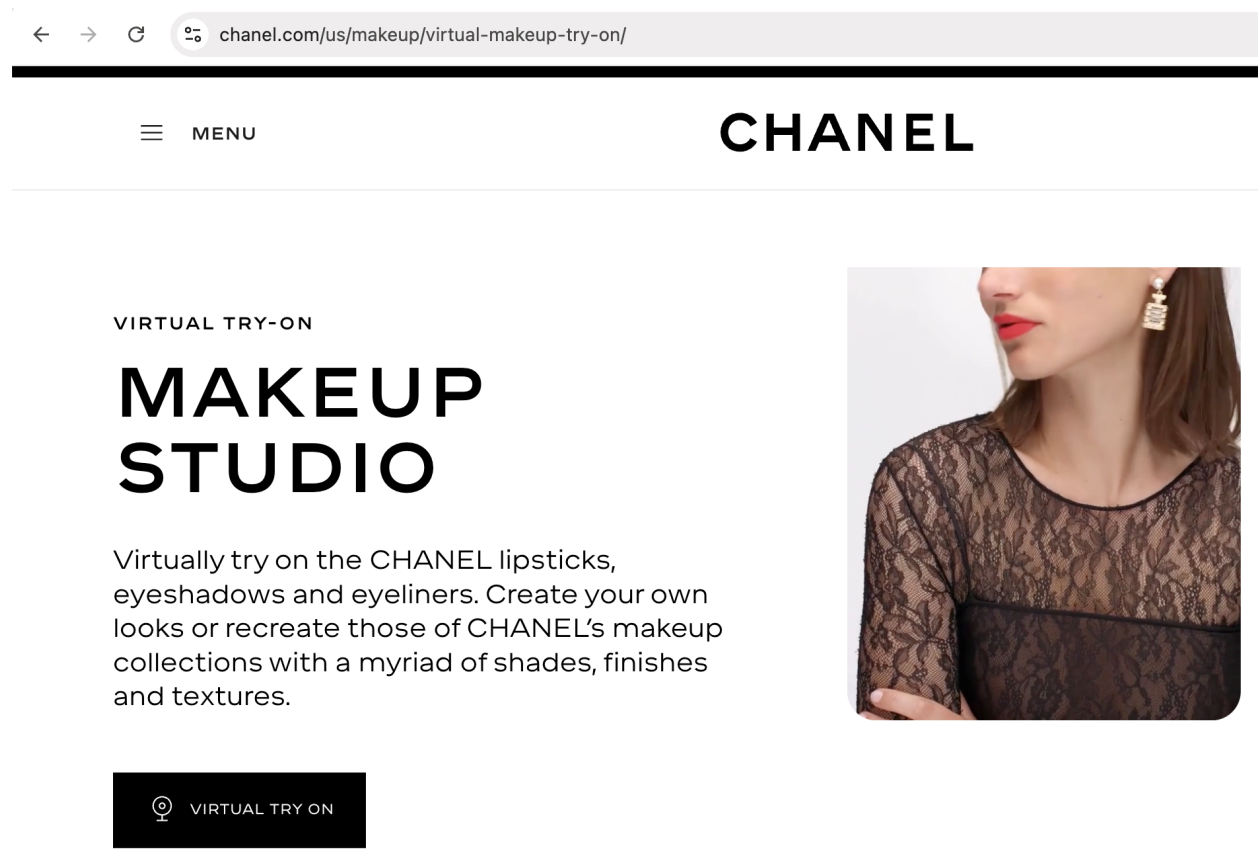 chanel.com/us/makeup/virtual-makeup-try-on/
MENU
CHANEL
VIRTUAL TRY-ON
MAKEUP
STUDIO
Virtually try on the CHANEL lipsticks,
eyeshadows and eyeliners. Create your own
looks or recreate those of CHANEL’s makeup
collections with a myriad of shades, finishes
and textures.
VIRTUAL TRY ON